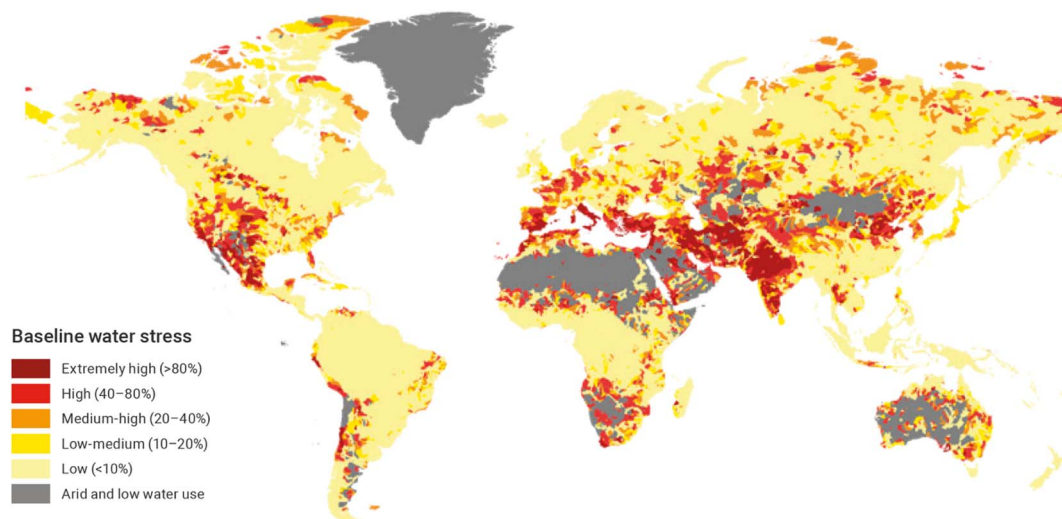 Baseline water stress
Extremely high (>80%)
High (40–80%)
Medium-high (20–40%)
Low-medium (10–20%)
Low (<10%)
Arid and low water use